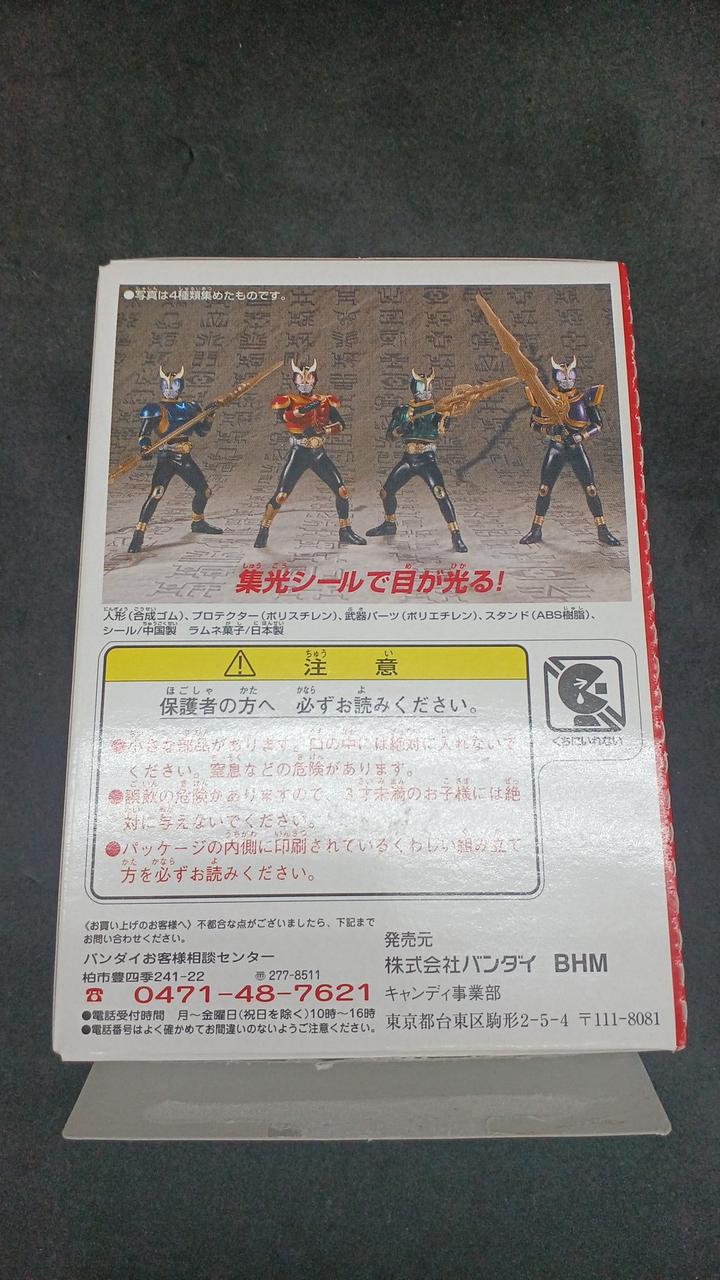 ●写真は4種類集めたものです。
集光シールで目が光る!
人形(合成ゴム)、プロテクター(ポリスチレン)、武器パーツ(ポリエチレン)、スタンド(ABS樹脂)、
シール/中国製　ラムネ菓子/日本製
⚠ 注意
保護者の方へ　必ずお読みください。
●小さな部品があります。口の中には絶対に入れないで
ください。窒息などの危険があります。
●誤飲の危険がありますので、3才未満のお子様には絶
対に与えないでください。
●パッケージの内側に印刷されているくわしい組み立て
方を必ずお読みください。
くちにいれない
〈お買い上げのお客様へ〉不都合な点がございましたら、下記まで
お問い合わせください。
バンダイお客様相談センター
柏市豊四季241-22　〠277-8511
☎ 0471-48-7621
●電話受付時間　月～金曜日(祝日を除く)10時～16時
●電話番号はよく確かめてお間違いのないようご注意ください。
発売元
株式会社バンダイ　BHM
キャンディ事業部
東京都台東区駒形2-5-4 〒111-8081